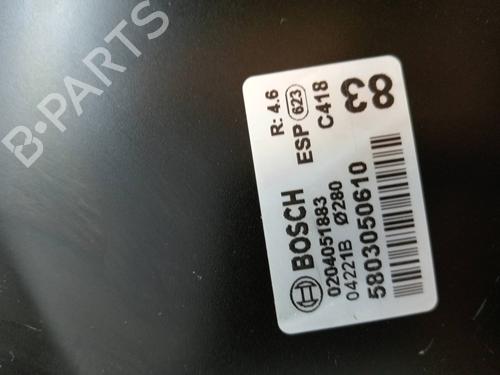 BOSCH
0204051883
04221B Ø280
5803050610
R: 4.6
ESP 623
C418
83
B-PARTS